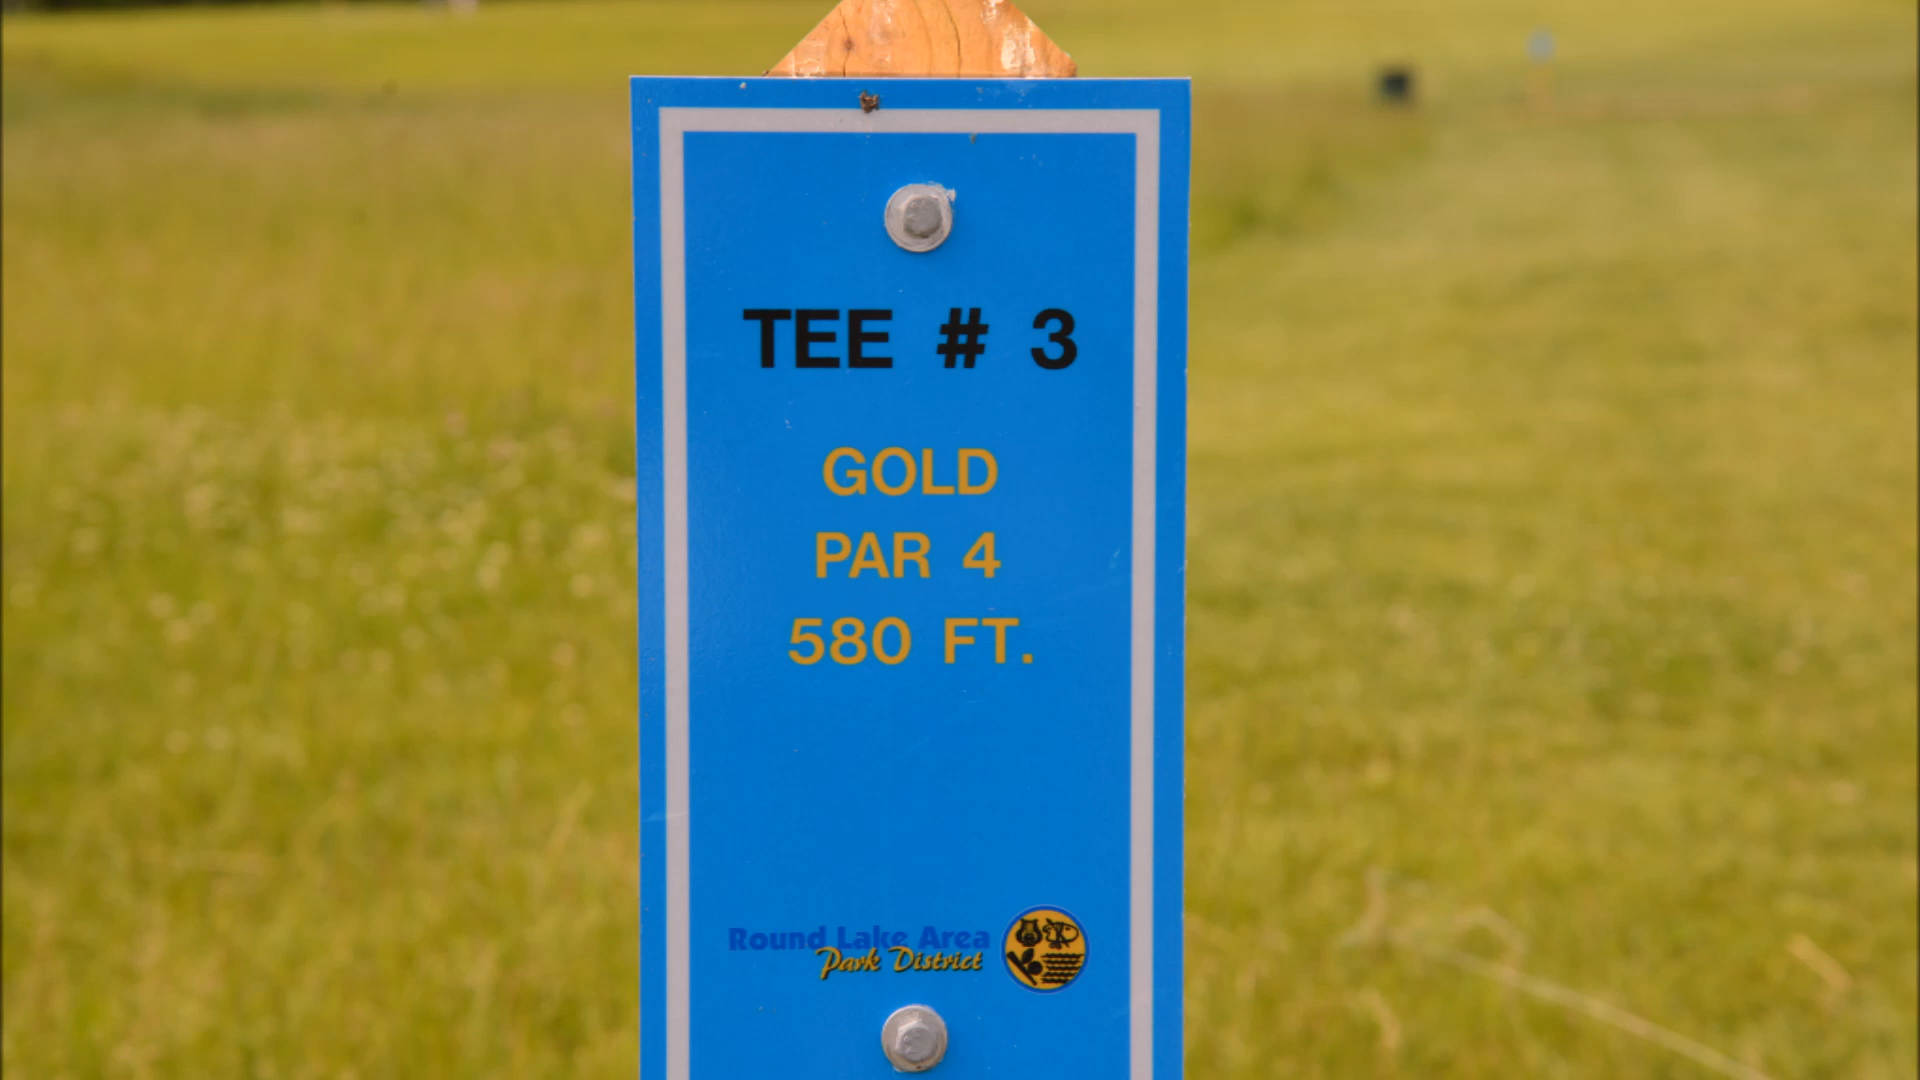 TEE # 3
GOLD
PAR 4
580 FT.
Round Lake Area
Park District